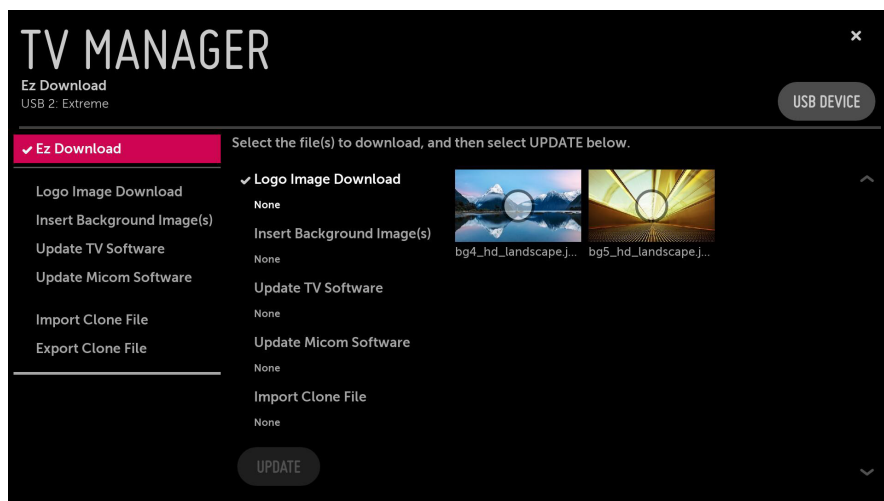 TV MANAGER
Ez Download
USB 2: Extreme
USB DEVICE
Ez Download
Select the file(s) to download, and then select UPDATE below.
Logo Image Download
Insert Background Image(s)
Update TV Software
Update Micom Software
Import Clone File
Export Clone File
Logo Image Download
None
Insert Background Image(s)
None
Update TV Software
None
Update Micom Software
None
Import Clone File
None
bg4_hd_landscape.j...
bg5_hd_landscape.j...
UPDATE